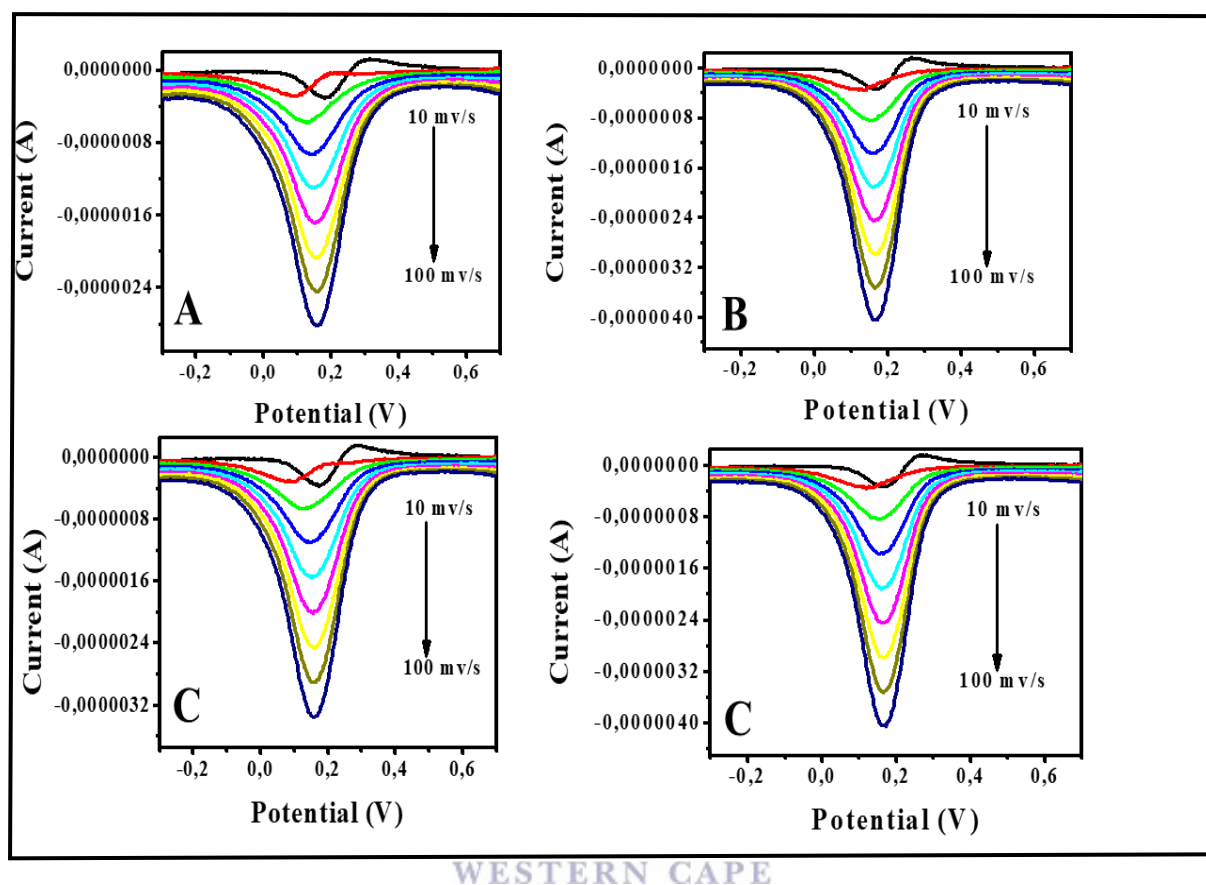 Current (A)
0,0000000
-0,0000008
-0,0000016
-0,0000024
10 mv/s
100 mv/s
A
-0,2 0,0 0,2 0,4 0,6
Potential (V)
Current (A)
0,0000000
-0,0000008
-0,0000016
-0,0000024
-0,0000032
-0,0000040
10 mv/s
100 mv/s
B
-0,2 0,0 0,2 0,4 0,6
Potential (V)
Current (A)
0,0000000
-0,0000008
-0,0000016
-0,0000024
-0,0000032
10 mv/s
100 mv/s
C
-0,2 0,0 0,2 0,4 0,6
Potential (V)
Current (A)
0,0000000
-0,0000008
-0,0000016
-0,0000024
-0,0000032
-0,0000040
10 mv/s
100 mv/s
C
-0,2 0,0 0,2 0,4 0,6
Potential (V)
WESTERN CAPE